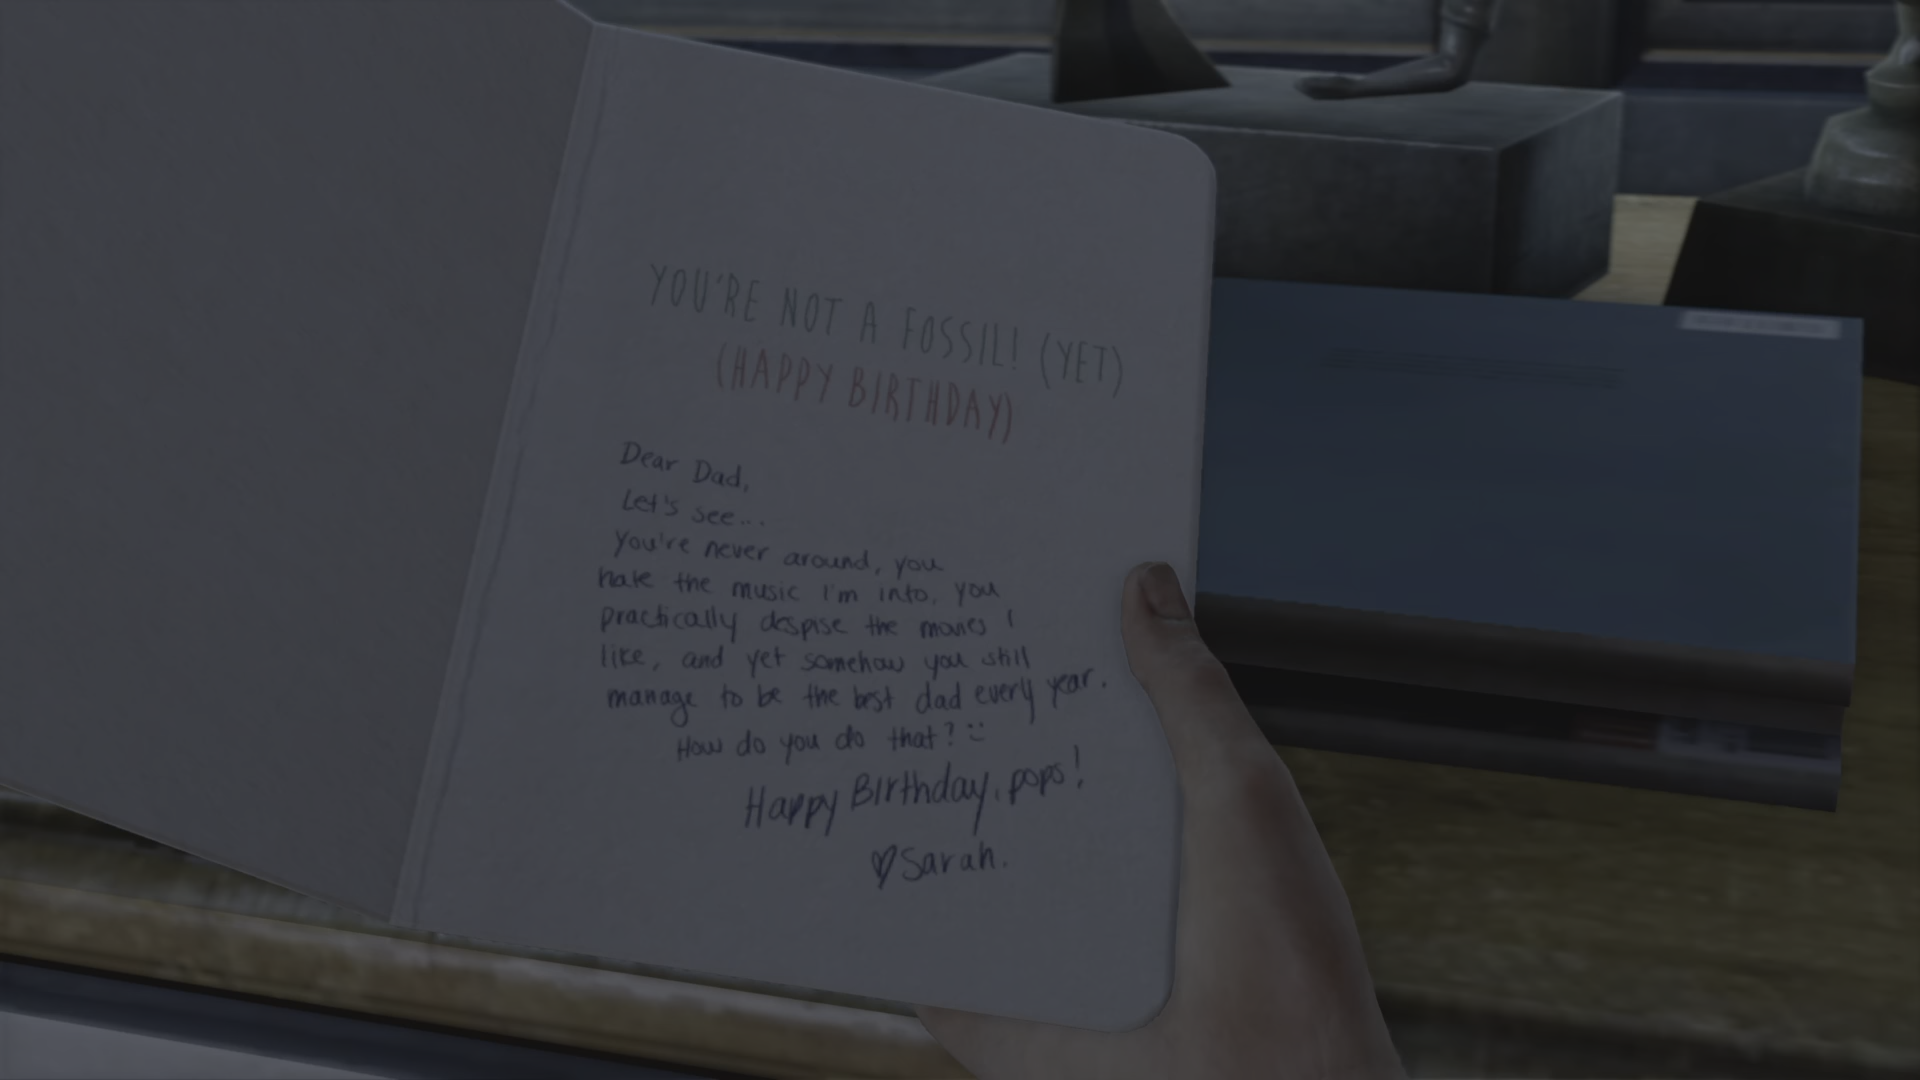 YOU'RE NOT A FOSSIL! (YET)
(HAPPY BIRTHDAY)
Dear Dad,
Let's see...
You're never around, you
hate the music I'm into, you
practically despise the movies I
like, and yet somehow you still
manage to be the best dad every year.
How do you do that? :)
Happy Birthday, pops!
♡Sarah.